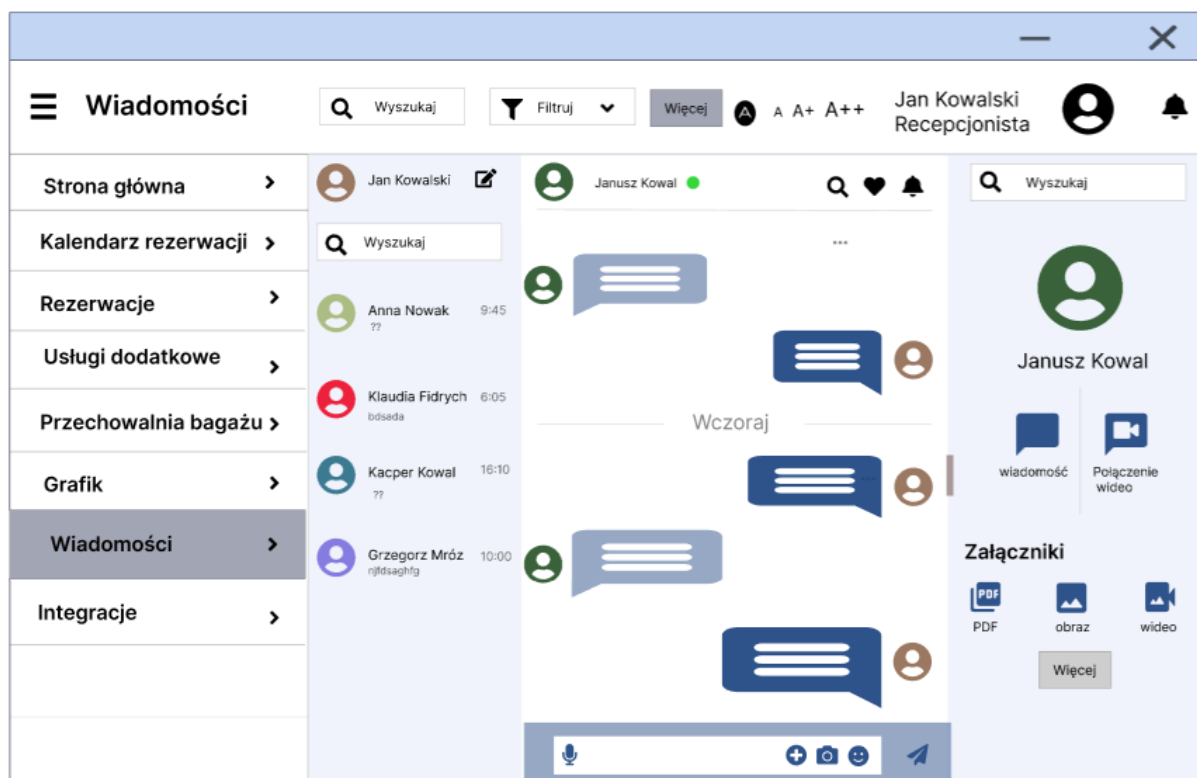 Wiadomości
Wyszukaj
Filtruj
Więcej
A
A A+ A++
Jan Kowalski
Recepcjonista
Strona główna
Kalendarz rezerwacji
Rezerwacje
Usługi dodatkowe
Przechowalnia bagażu
Grafik
Wiadomości
Integracje
Jan Kowalski
Wyszukaj
Anna Nowak 9:45
??
Klaudia Fidrych 6:05
bdsada
Kacper Kowal 16:10
??
Grzegorz Mróz 10:00
njfdsaghfg
Janusz Kowal
...
Wczoraj
...
Wyszukaj
Janusz Kowal
wiadomość
Połączenie
wideo
Załączniki
PDF
PDF
obraz
wideo
Więcej